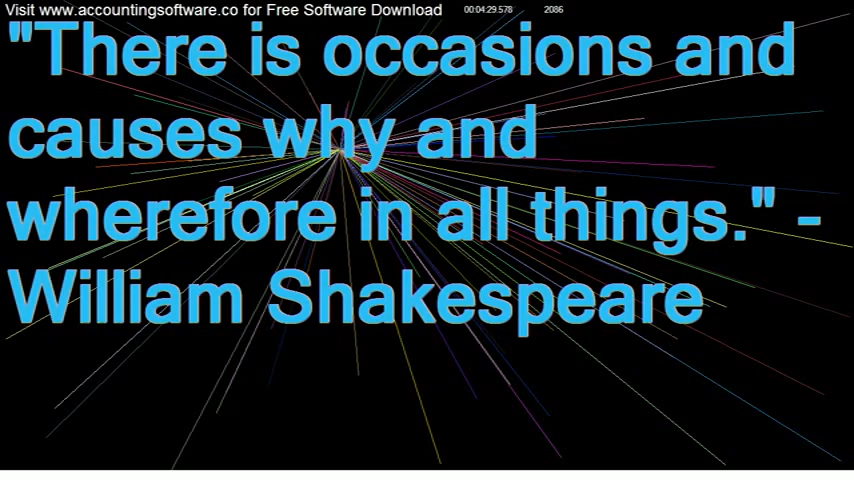 Visit www.accountingsoftware.co for Free Software Download 00:04:29.578 2086
"There is occasions and
causes why and
wherefore in all things." -
William Shakespeare